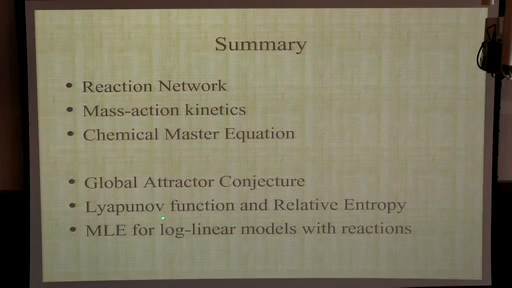 Summary
• Reaction Network
• Mass-action kinetics
• Chemical Master Equation
• Global Attractor Conjecture
• Lyapunov function and Relative Entropy
• MLE for log-linear models with reactions